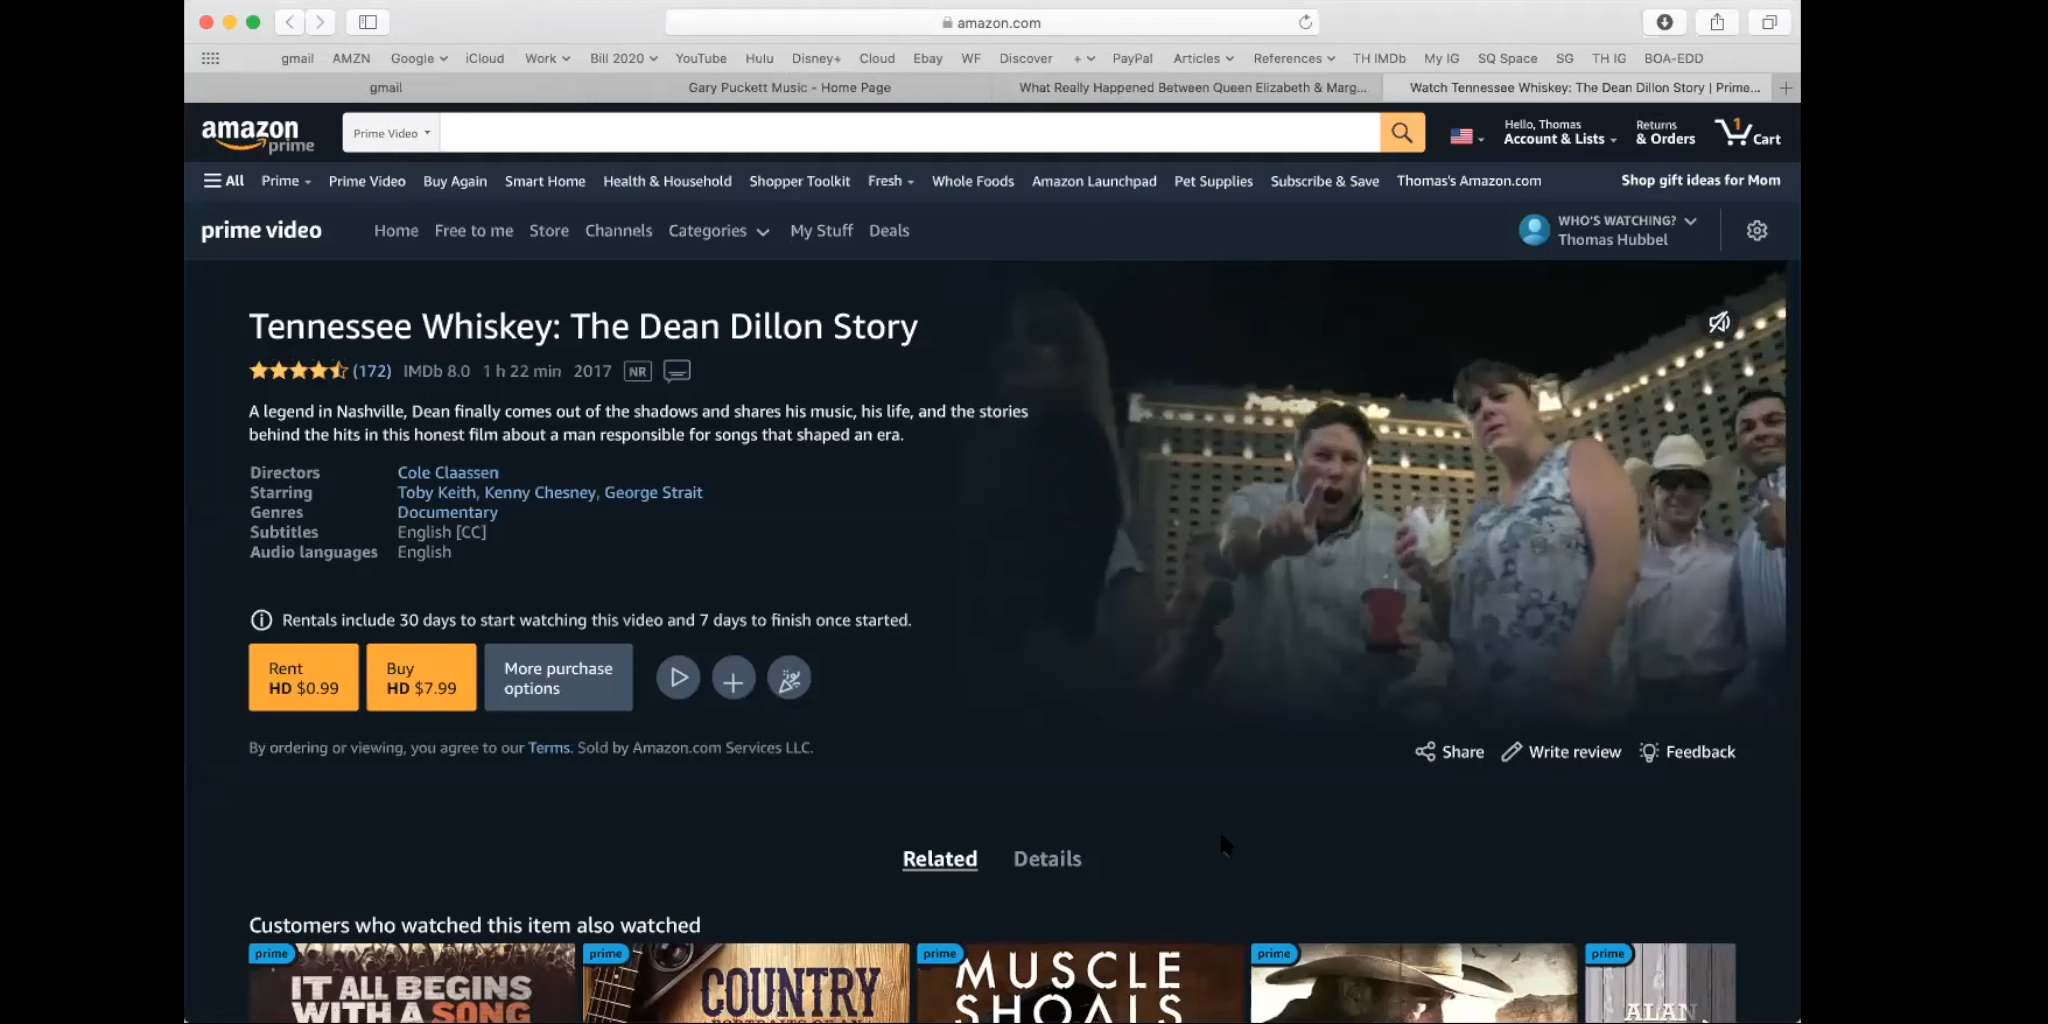 amazon.com
gmail AMZN Google iCloud Work Bill 2020 YouTube Hulu Disney+ Cloud Ebay WF Discover + PayPal Articles References TH IMDb My IG SQ Space SG TH IG BOA-EDD
gmail
Gary Puckett Music - Home Page
What Really Happened Between Queen Elizabeth & Marg...
Watch Tennessee Whiskey: The Dean Dillon Story | Prime...
amazon prime
Prime Video
Hello, Thomas
Account & Lists
Returns
& Orders
1
Cart
All Prime Prime Video Buy Again Smart Home Health & Household Shopper Toolkit Fresh Whole Foods Amazon Launchpad Pet Supplies Subscribe & Save Thomas's Amazon.com Shop gift ideas for Mom
prime video Home Free to me Store Channels Categories My Stuff Deals
WHO'S WATCHING?
Thomas Hubbel
Tennessee Whiskey: The Dean Dillon Story
(172) IMDb 8.0 1 h 22 min 2017 NR
A legend in Nashville, Dean finally comes out of the shadows and shares his music, his life, and the stories
behind the hits in this honest film about a man responsible for songs that shaped an era.
Directors Cole Claassen
Starring Toby Keith, Kenny Chesney, George Strait
Genres Documentary
Subtitles English [CC]
Audio languages English
Rentals include 30 days to start watching this video and 7 days to finish once started.
Rent
HD $0.99
Buy
HD $7.99
More purchase
options
By ordering or viewing, you agree to our Terms. Sold by Amazon.com Services LLC.
Share Write review Feedback
Related Details
Customers who watched this item also watched
prime
IT ALL BEGINS
WITH A SONG
prime
COUNTRY
prime
MUSCLE
SHOALS
prime
prime
ALAN